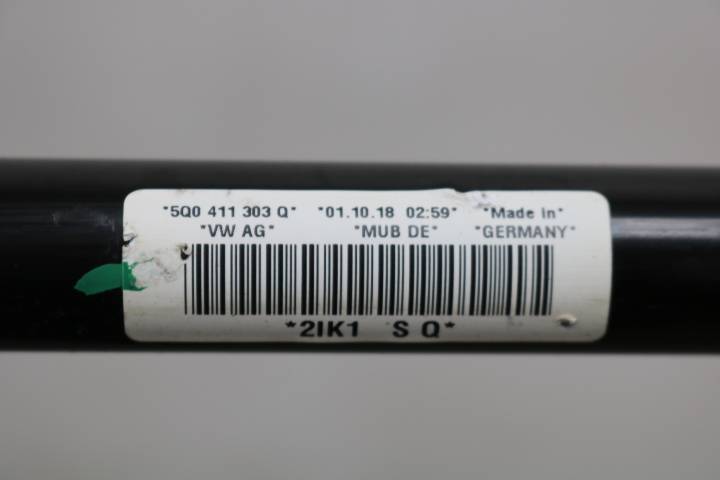 *5Q0 411 303 Q* *01.10.18 02:59* *Made in*
*VW AG* *MUB DE* *GERMANY*
*2IK1 S Q*